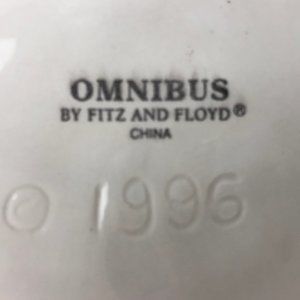 OMNIBUS
BY FITZ AND FLOYD®
CHINA
© 1996